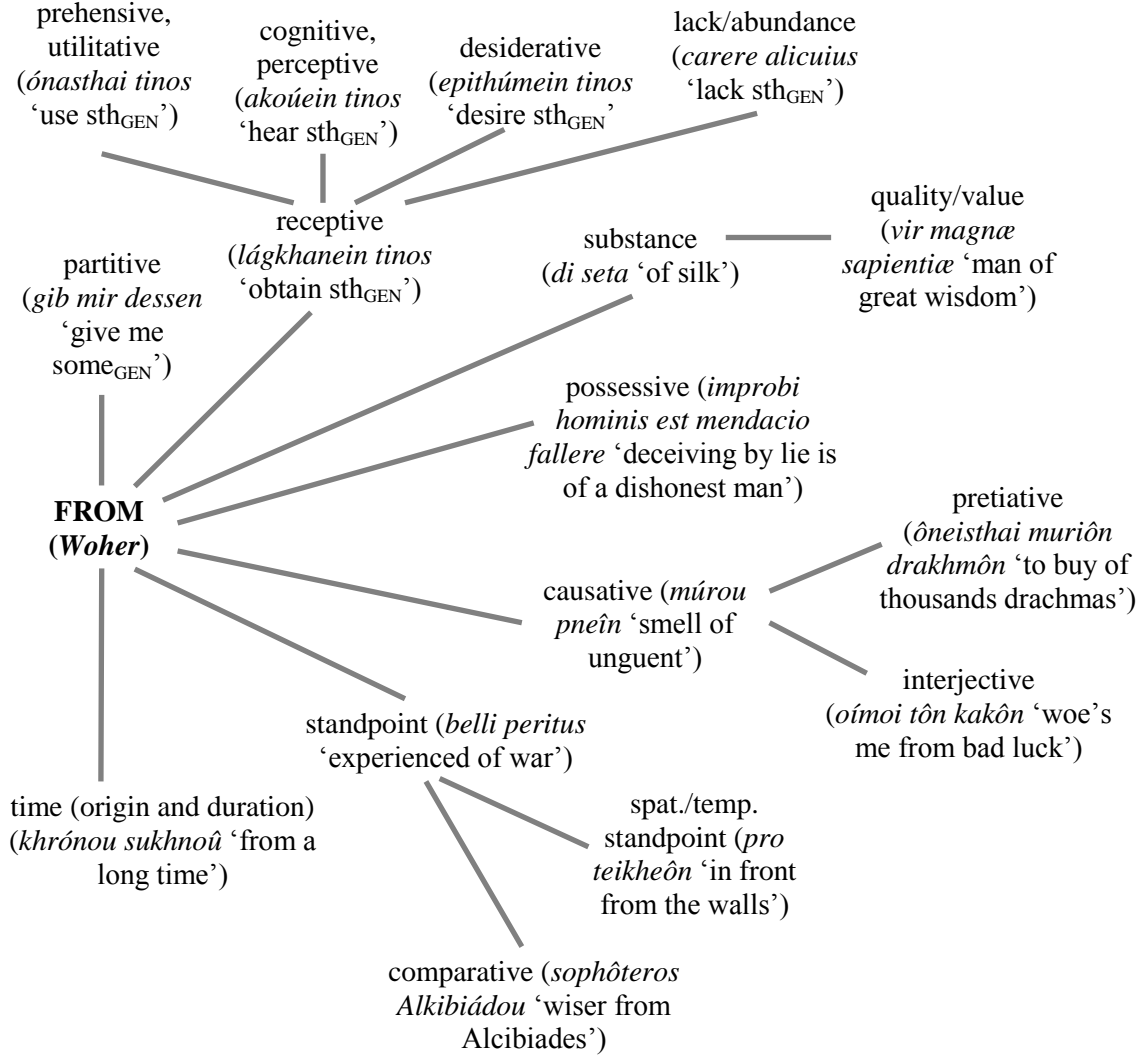 prehensive,
utilitative
(ónasthai tinos
‘use sthGEN’)
cognitive,
perceptive
(akoúein tinos
‘hear sthGEN’)
desiderative
(epithúmein tinos
‘desire sthGEN’
lack/abundance
(carere alicuius
‘lack sthGEN’)
receptive
(lágkhanein tinos
‘obtain sthGEN’)
substance
(di seta ‘of silk’)
quality/value
(vir magnæ
sapientiæ ‘man of
great wisdom’)
partitive
(gib mir dessen
‘give me
someGEN’)
possessive (improbi
hominis est mendacio
fallere ‘deceiving by lie is
of a dishonest man’)
FROM
(Woher)
pretiative
(ôneisthai muriôn
drakhmôn ‘to buy of
thousands drachmas’)
causative (múrou
pneîn ‘smell of
unguent’)
interjective
(oímoi tôn kakôn ‘woe’s
me from bad luck’)
standpoint (belli peritus
‘experienced of war’)
time (origin and duration)
(khrónou sukhnoû ‘from a
long time’)
spat./temp.
standpoint (pro
teikheôn ‘in front
from the walls’)
comparative (sophôteros
Alkibiádou ‘wiser from
Alcibiades’)